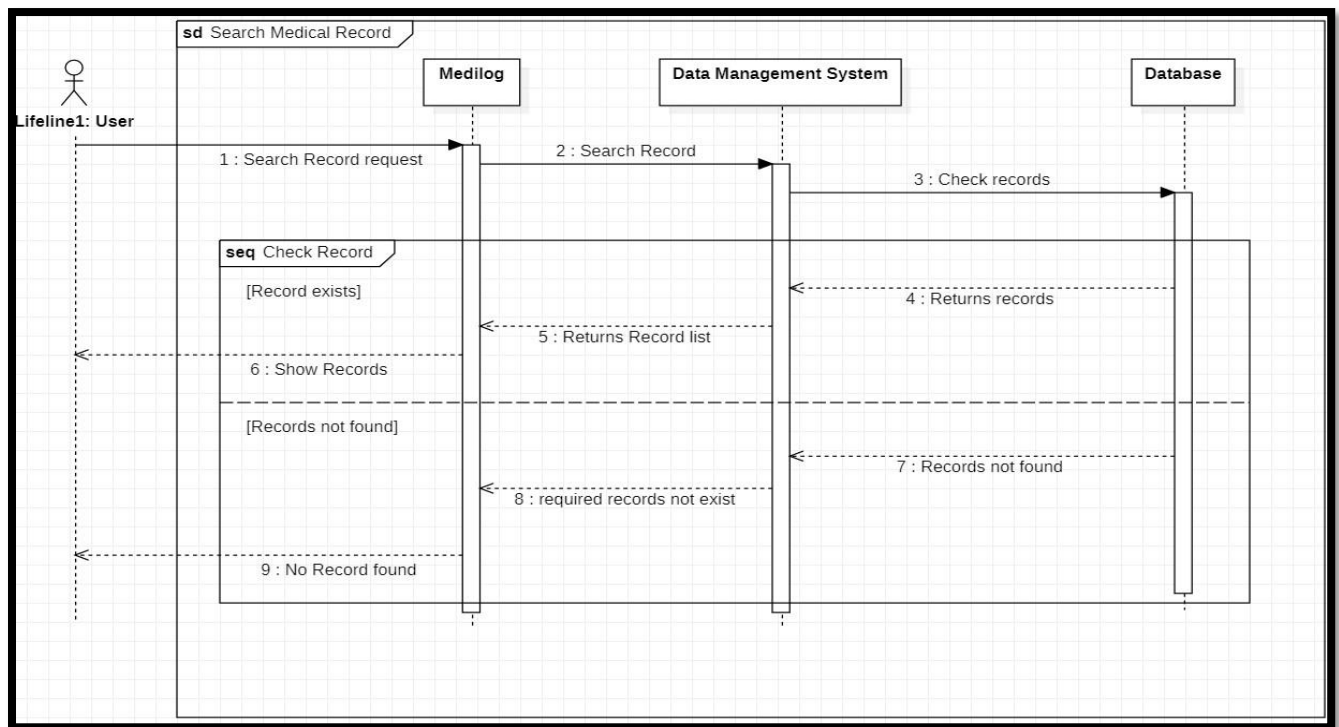 sd Search Medical Record
Medilog
Data Management System
Database
Lifeline1: User
1 : Search Record request
2 : Search Record
3 : Check records
seq Check Record
[Record exists]
4 : Returns records
5 : Returns Record list
6 : Show Records
[Records not found]
7 : Records not found
8 : required records not exist
9 : No Record found